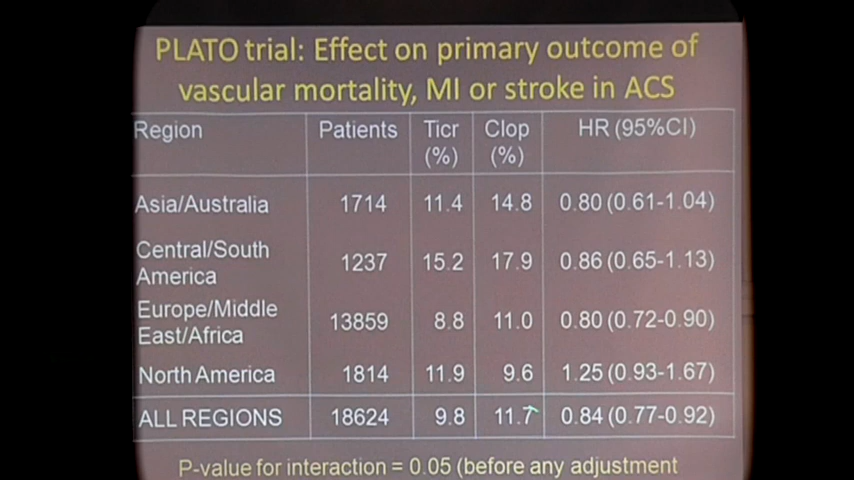 PLATO trial: Effect on primary outcome of
vascular mortality, MI or stroke in ACS
Region Patients Ticr (%) Clop (%) HR (95%CI)
Asia/Australia 1714 11.4 14.8 0.80 (0.61-1.04)
Central/South America 1237 15.2 17.9 0.86 (0.65-1.13)
Europe/Middle East/Africa 13859 8.8 11.0 0.80 (0.72-0.90)
North America 1814 11.9 9.6 1.25 (0.93-1.67)
ALL REGIONS 18624 9.8 11.7 0.84 (0.77-0.92)
P-value for interaction = 0.05 (before any adjustment